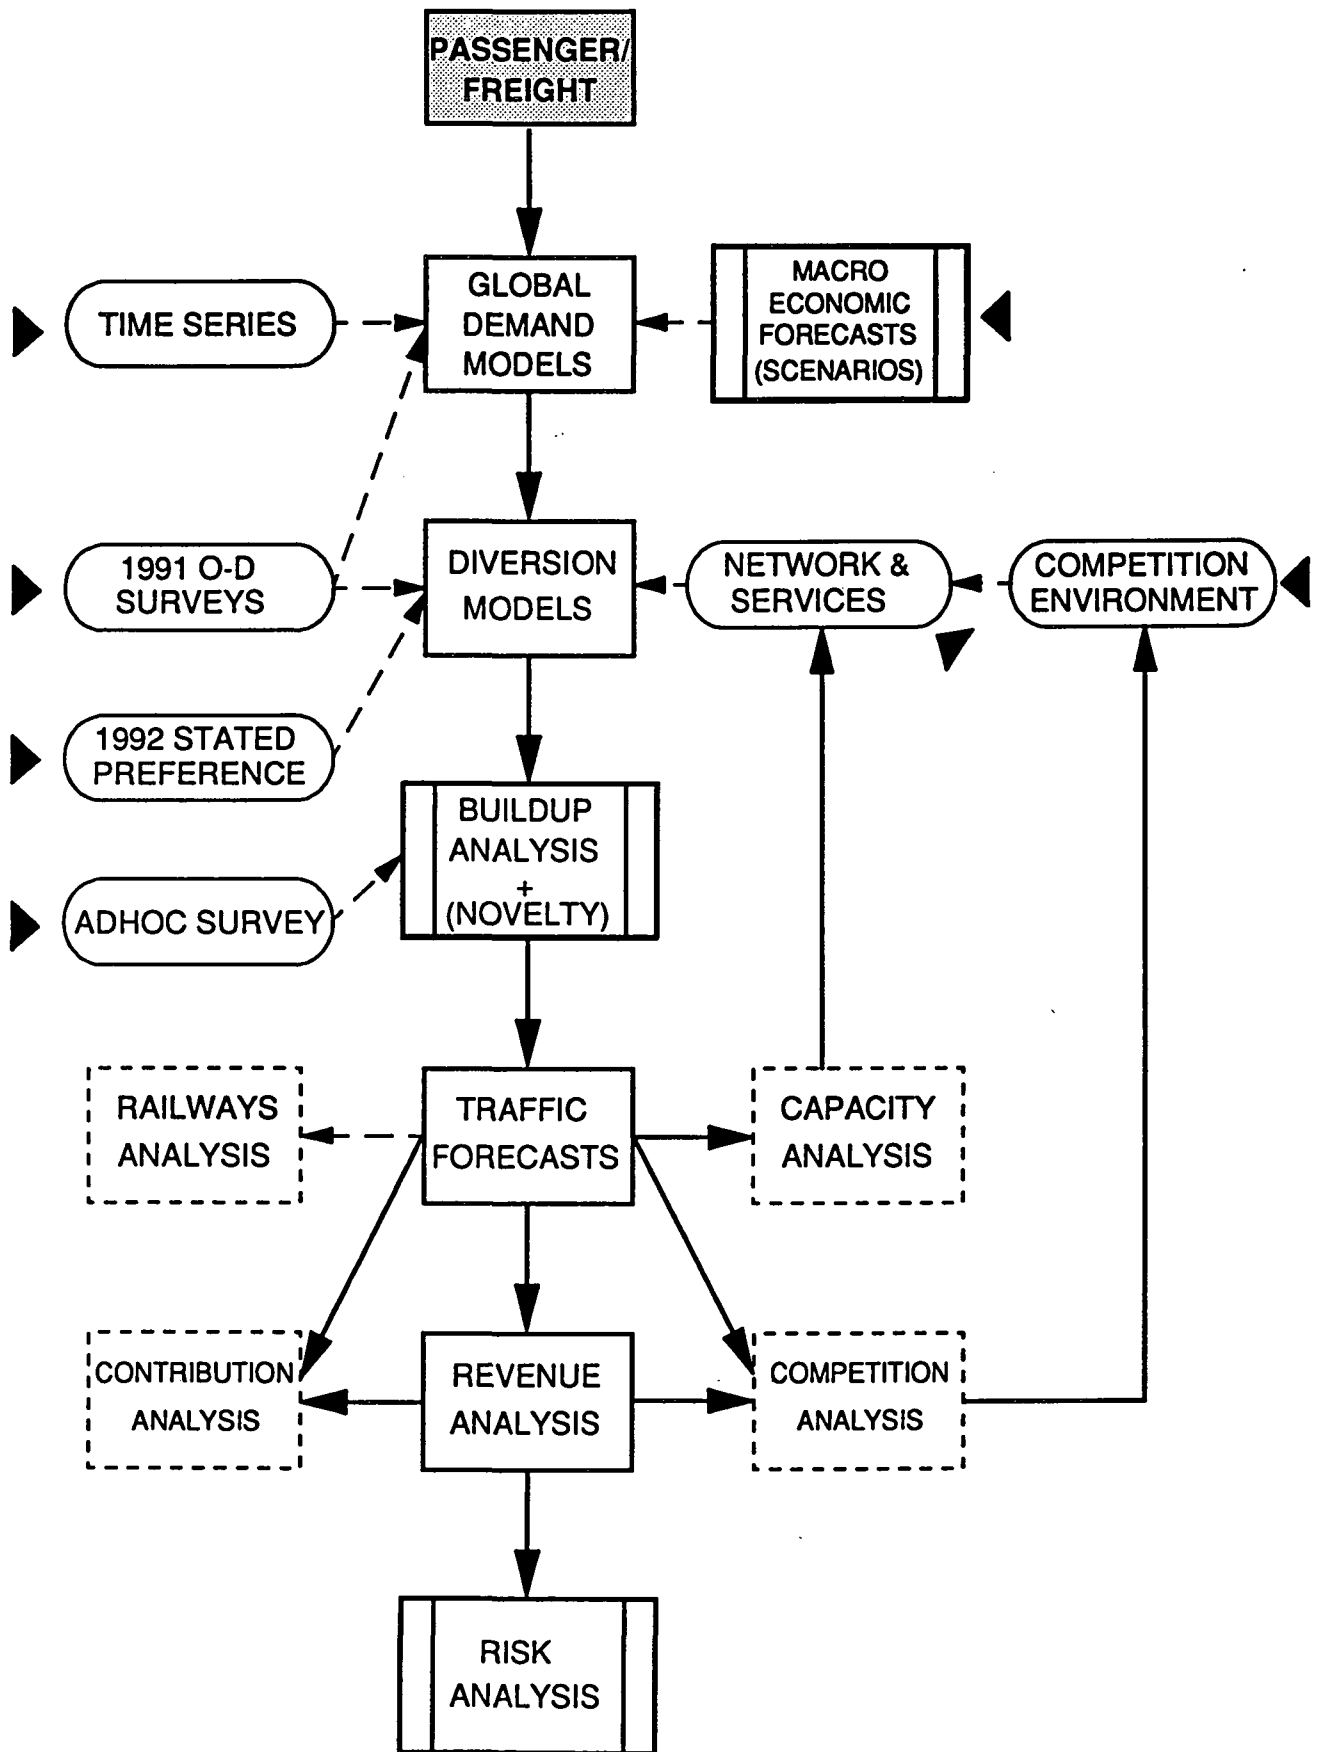 PASSENGER/
FREIGHT
GLOBAL
DEMAND
MODELS
MACRO
ECONOMIC
FORECASTS
(SCENARIOS)
TIME SERIES
1991 O-D
SURVEYS
DIVERSION
MODELS
NETWORK &
SERVICES
COMPETITION
ENVIRONMENT
1992 STATED
PREFERENCE
BUILDUP
ANALYSIS
+
(NOVELTY)
ADHOC SURVEY
RAILWAYS
ANALYSIS
TRAFFIC
FORECASTS
CAPACITY
ANALYSIS
CONTRIBUTION
ANALYSIS
REVENUE
ANALYSIS
COMPETITION
ANALYSIS
RISK
ANALYSIS